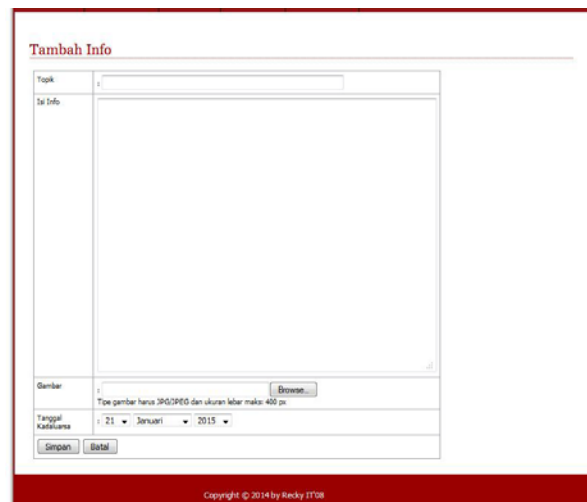 Tambah Info
Topik :
Isi Info
Gambar : Browse...
Tipe gambar harus JPG/JPEG dan ukuran lebar maks: 400 px
Tanggal Kadaluarsa : 21 Januari 2015
Simpan Batal
Copyright © 2014 by Recky IT'08